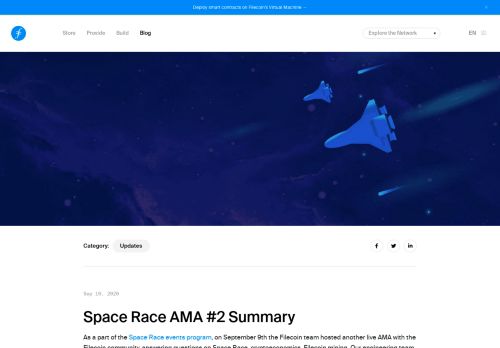 Deploy smart contracts on Filecoin's Virtual Machine →
Store Provide Build Blog Explore the Network EN
Category: Updates
Sep 10, 2020
Space Race AMA #2 Summary
As a part of the Space Race events program, on September 9th the Filecoin team hosted another live AMA with the
Filecoin community answering questions on Space Race, cryptoeconomics, Filecoin mining. Our engineering team